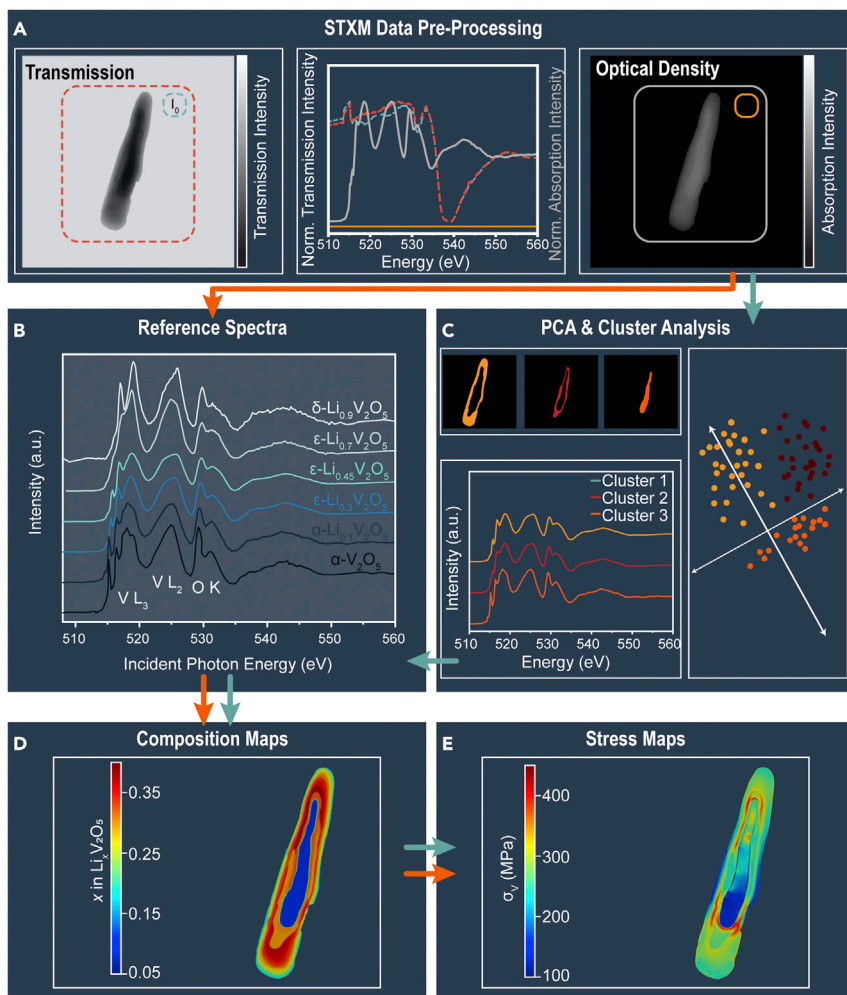 A
STXM Data Pre-Processing
Transmission
I₀
Transmission Intensity
Norm. Transmission Intensity
Norm. Absorption Intensity
510 520 530 540 550 560
Energy (eV)
Optical Density
Absorption Intensity
B
Reference Spectra
Intensity (a.u.)
δ-Li₀.₉V₂O₅
ε-Li₀.₇V₂O₅
ε-Li₀.₄₅V₂O₅
ε-Li₀.₃V₂O₅
α-Li₀.₁V₂O₅
α-V₂O₅
V L₃
V L₂
O K
510 520 530 540 550 560
Incident Photon Energy (eV)
C
PCA & Cluster Analysis
Cluster 1
Cluster 2
Cluster 3
Intensity (a.u.)
510 520 530 540 550 560
Energy (eV)
D
Composition Maps
x in LiₓV₂O₅
0.35
0.25
0.15
0.05
E
Stress Maps
σᵥ (MPa)
400
300
200
100